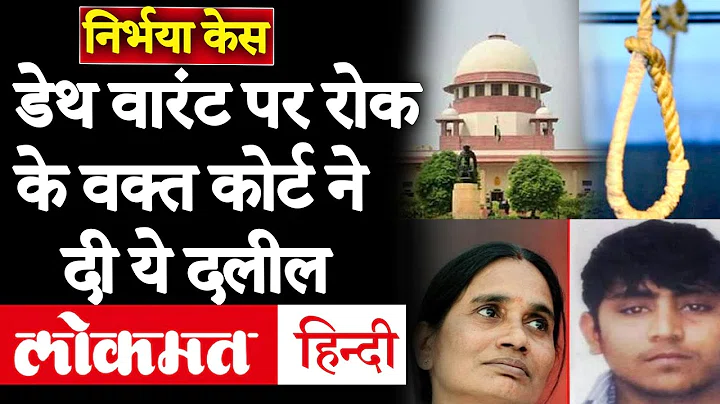 निर्भया केस
डेथ वारंट पर रोक
के वक्त कोर्ट ने
दी ये दलील
लोकमत हिन्दी